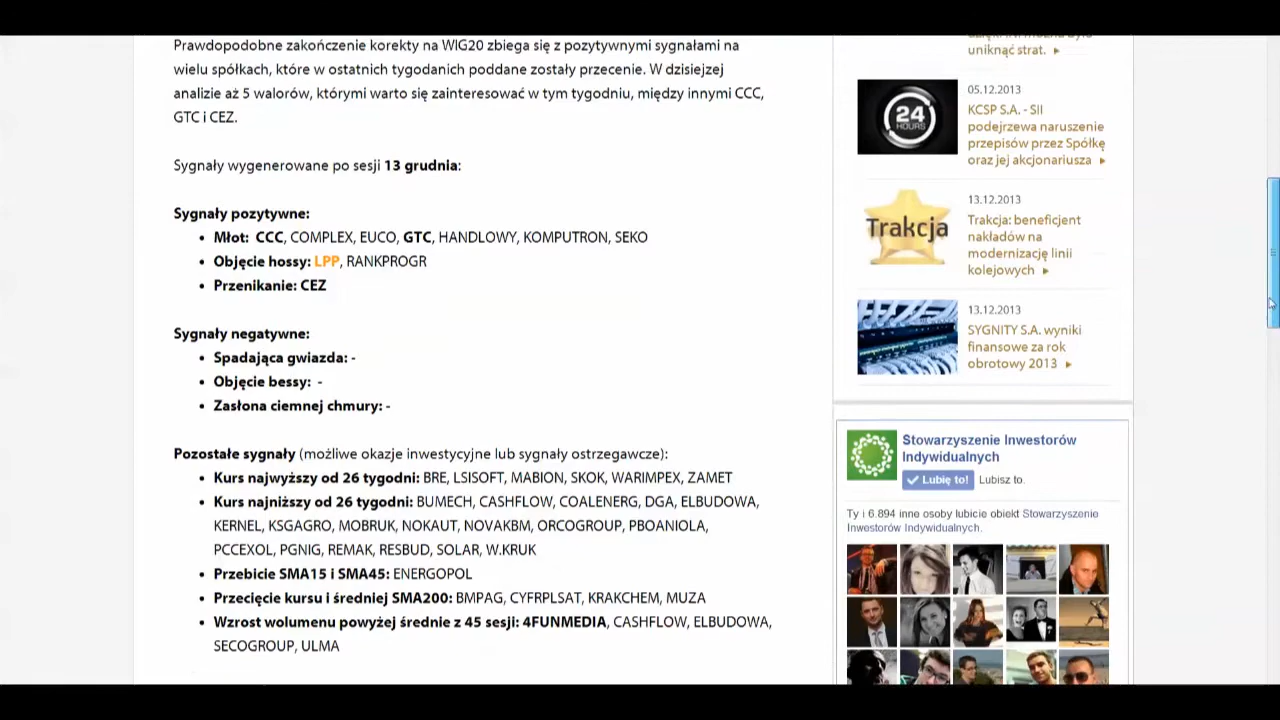 Prawdopodobne zakończenie korekty na WIG20 zbiega się z pozytywnymi sygnałami na
wielu spółkach, które w ostatnich tygodanich poddane zostały przecenie. W dzisiejzej
analizie aż 5 walorów, którymi warto się zainteresować w tym tygodniu, między innymi CCC,
GTC i CEZ.
Sygnały wygenerowane po sesji 13 grudnia:
Sygnały pozytywne:
• Młot: CCC, COMPLEX, EUCO, GTC, HANDLOWY, KOMPUTRON, SEKO
• Objęcie hossy: LPP, RANKPROGR
• Przenikanie: CEZ
Sygnały negatywne:
• Spadająca gwiazda: -
• Objęcie bessy: -
• Zasłona ciemnej chmury: -
Pozostałe sygnały (możliwe okazje inwestycyjne lub sygnały ostrzegawcze):
• Kurs najwyższy od 26 tygodni: BRE, LSISOFT, MABION, SKOK, WARIMPEX, ZAMET
• Kurs najniższy od 26 tygodni: BUMECH, CASHFLOW, COALENERG, DGA, ELBUDOWA,
KERNEL, KSGAGRO, MOBRUK, NOKAUT, NOVAKBM, ORCOGROUP, PBOANIOLA,
PCCEXOL, PGNIG, REMAK, RESBUD, SOLAR, W.KRUK
• Przebicie SMA15 i SMA45: ENERGOPOL
• Przecięcie kursu i średniej SMA200: BMPAG, CYFRPLSAT, KRAKCHEM, MUZA
• Wzrost wolumenu powyżej średnie z 45 sesji: 4FUNMEDIA, CASHFLOW, ELBUDOWA,
SECOGROUP, ULMA
uniknąć strat.
24
HOURS
05.12.2013
KCSP S.A. - SII
podejrzewa naruszenie
przepisów przez Spółkę
oraz jej akcjonariusza
Trakcja
13.12.2013
Trakcja: beneficjent
nakładów na
modernizację linii
kolejowych
13.12.2013
SYGNITY S.A. wyniki
finansowe za rok
obrotowy 2013
Stowarzyszenie Inwestorów
Indywidualnych
Lubię to! Lubisz to.
Ty i 6.894 inne osoby lubicie obiekt Stowarzyszenie
Inwestorów Indywidualnych.